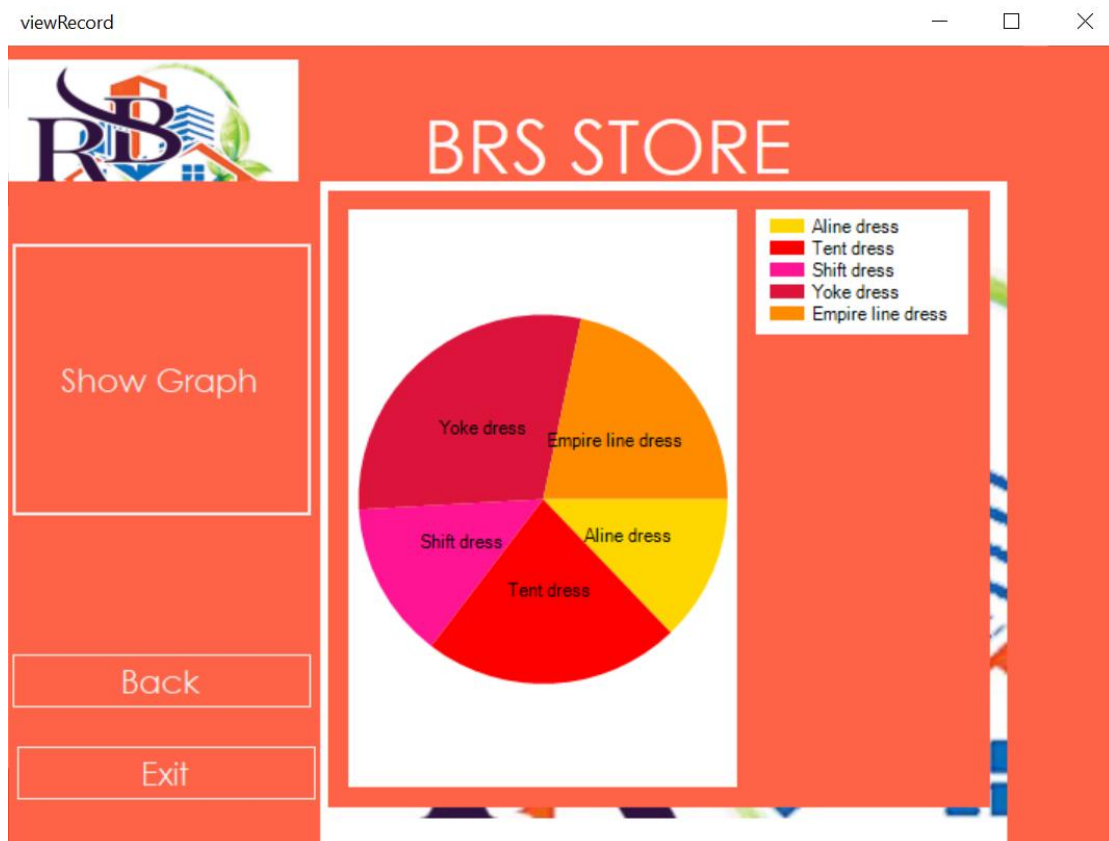 viewRecord
RB
BRS STORE
Show Graph
Back
Exit
Yoke dress
Empire line dress
Shift dress
Aline dress
Tent dress
Aline dress
Tent dress
Shift dress
Yoke dress
Empire line dress